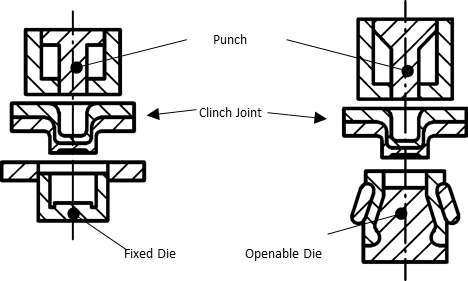 Punch
Clinch Joint
Fixed Die
Openable Die